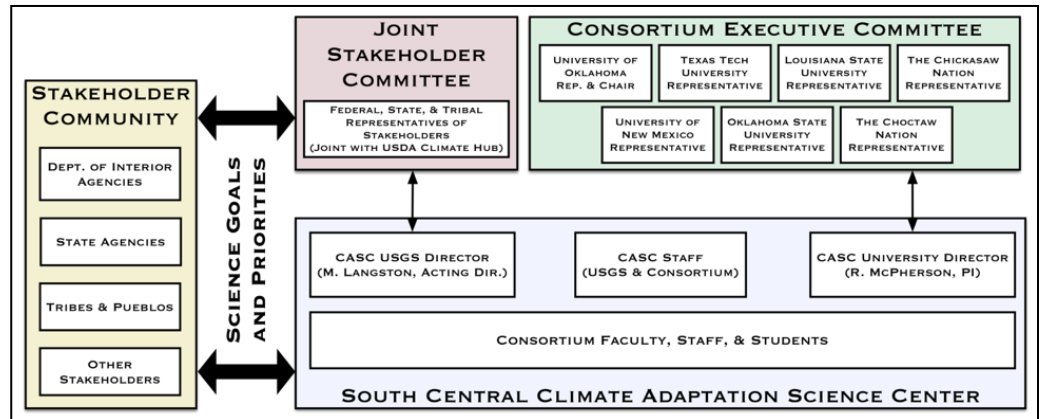 STAKEHOLDER
COMMUNITY
DEPT. OF INTERIOR
AGENCIES
STATE AGENCIES
TRIBES & PUEBLOS
OTHER
STAKEHOLDERS
SCIENCE GOALS
AND PRIORITIES
JOINT
STAKEHOLDER
COMMITTEE
FEDERAL, STATE, & TRIBAL
REPRESENTATIVES OF
STAKEHOLDERS
(JOINT WITH USDA CLIMATE HUB)
CONSORTIUM EXECUTIVE COMMITTEE
UNIVERSITY OF
OKLAHOMA
REP. & CHAIR
TEXAS TECH
UNIVERSITY
REPRESENTATIVE
LOUISIANA STATE
UNIVERSITY
REPRESENTATIVE
THE CHICKASAW
NATION
REPRESENTATIVE
UNIVERSITY OF
NEW MEXICO
REPRESENTATIVE
OKLAHOMA STATE
UNIVERSITY
REPRESENTATIVE
THE CHOCTAW
NATION
REPRESENTATIVE
CASC USGS DIRECTOR
(M. LANGSTON, ACTING DIR.)
CASC STAFF
(USGS & CONSORTIUM)
CASC UNIVERSITY DIRECTOR
(R. MCPHERSON, PI)
CONSORTIUM FACULTY, STAFF, & STUDENTS
SOUTH CENTRAL CLIMATE ADAPTATION SCIENCE CENTER